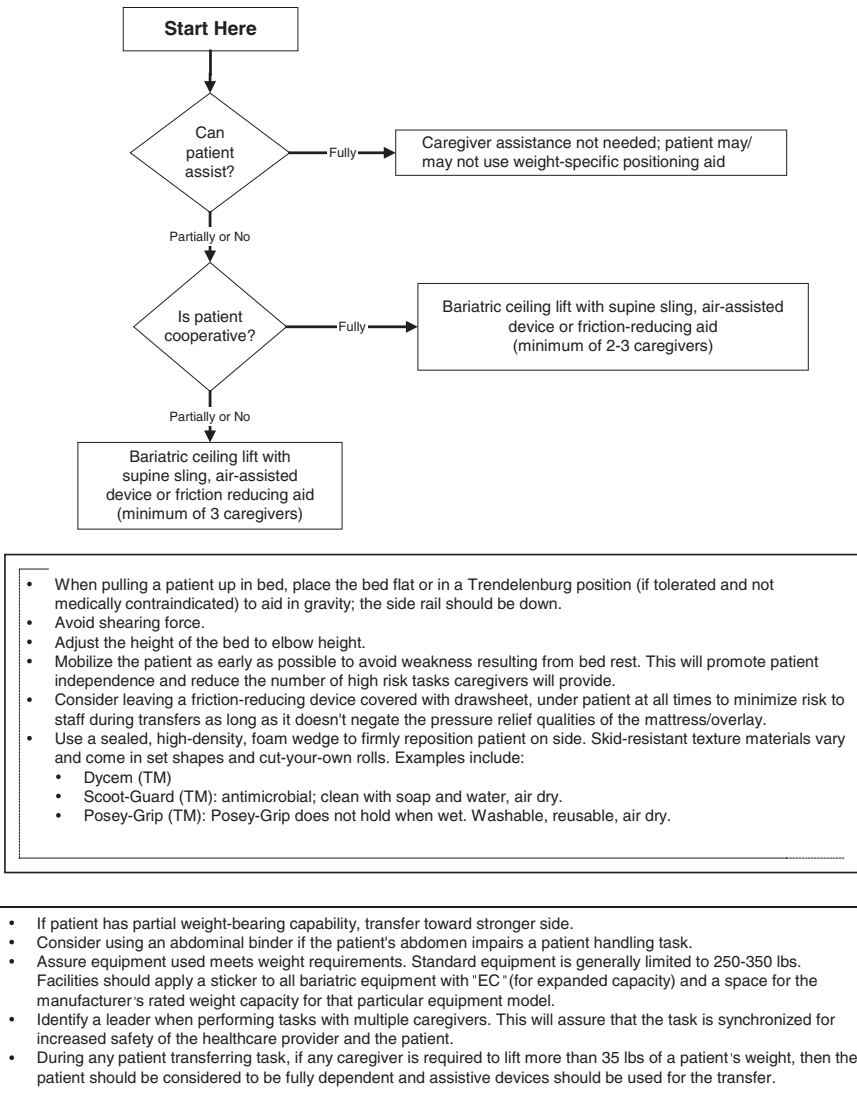 Start Here
Can
patient
assist?
Fully
Caregiver assistance not needed; patient may/
may not use weight-specific positioning aid
Partially or No
Is patient
cooperative?
Fully
Bariatric ceiling lift with supine sling, air-assisted
device or friction-reducing aid
(minimum of 2-3 caregivers)
Partially or No
Bariatric ceiling lift with
supine sling, air-assisted
device or friction reducing aid
(minimum of 3 caregivers)
• When pulling a patient up in bed, place the bed flat or in a Trendelenburg position (if tolerated and not
medically contraindicated) to aid in gravity; the side rail should be down.
• Avoid shearing force.
• Adjust the height of the bed to elbow height.
• Mobilize the patient as early as possible to avoid weakness resulting from bed rest. This will promote patient
independence and reduce the number of high risk tasks caregivers will provide.
• Consider leaving a friction-reducing device covered with drawsheet, under patient at all times to minimize risk to
staff during transfers as long as it doesn't negate the pressure relief qualities of the mattress/overlay.
• Use a sealed, high-density, foam wedge to firmly reposition patient on side. Skid-resistant texture materials vary
and come in set shapes and cut-your-own rolls. Examples include:
• Dycem (TM)
• Scoot-Guard (TM): antimicrobial; clean with soap and water, air dry.
• Posey-Grip (TM): Posey-Grip does not hold when wet. Washable, reusable, air dry.
• If patient has partial weight-bearing capability, transfer toward stronger side.
• Consider using an abdominal binder if the patient's abdomen impairs a patient handling task.
• Assure equipment used meets weight requirements. Standard equipment is generally limited to 250-350 lbs.
Facilities should apply a sticker to all bariatric equipment with "EC" (for expanded capacity) and a space for the
manufacturer's rated weight capacity for that particular equipment model.
• Identify a leader when performing tasks with multiple caregivers. This will assure that the task is synchronized for
increased safety of the healthcare provider and the patient.
• During any patient transferring task, if any caregiver is required to lift more than 35 lbs of a patient's weight, then the
patient should be considered to be fully dependent and assistive devices should be used for the transfer.